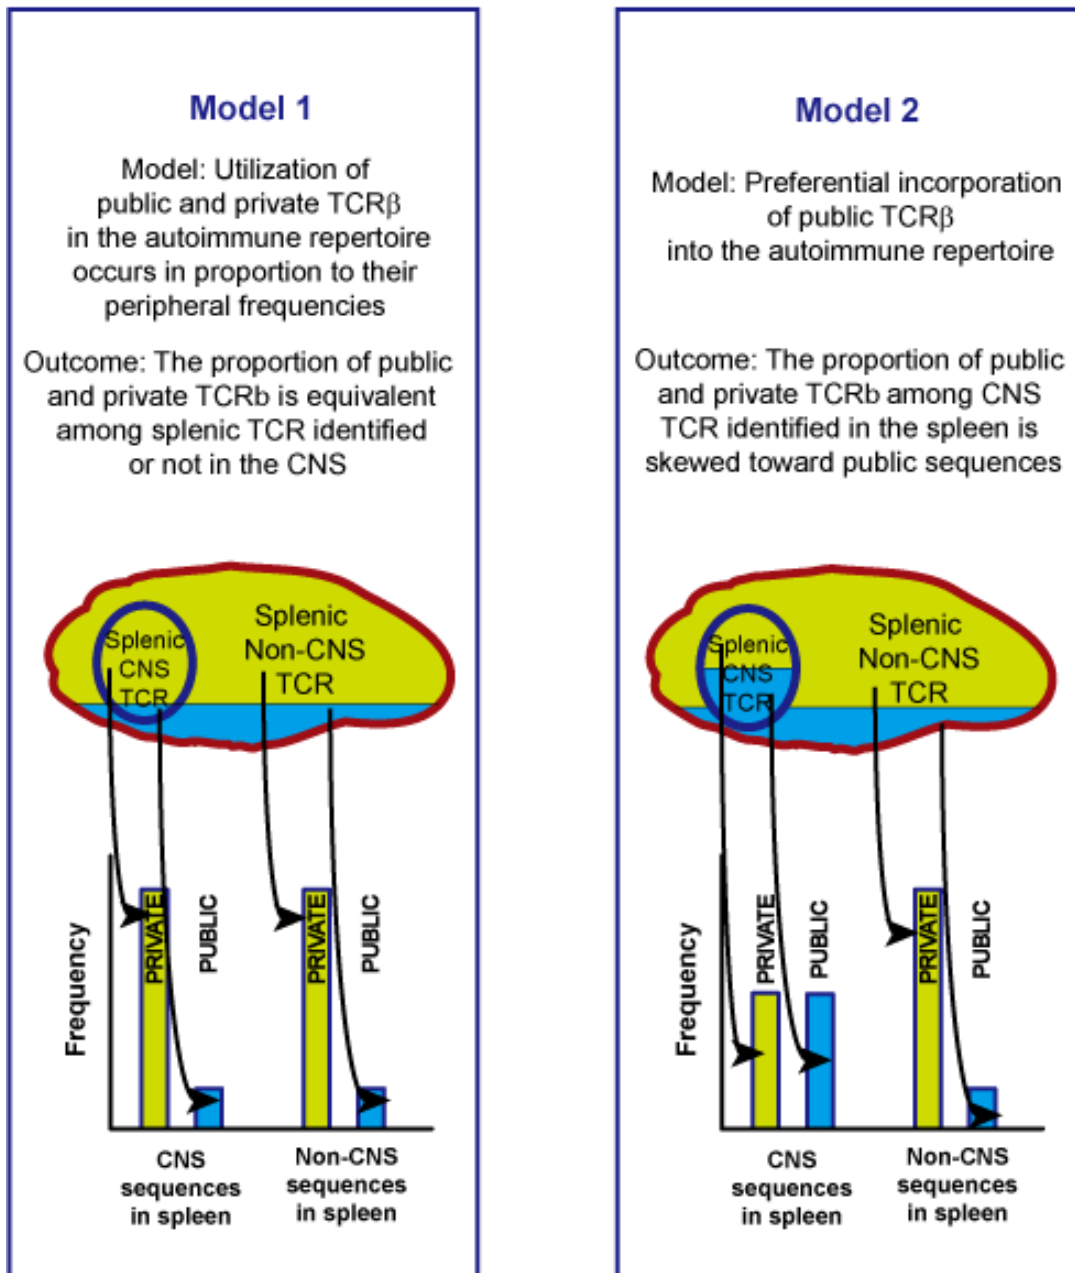 Model 1
Model: Utilization of
public and private TCRβ
in the autoimmune repertoire
occurs in proportion to their
peripheral frequencies
Outcome: The proportion of public
and private TCRb is equivalent
among splenic TCR identified
or not in the CNS
Splenic
CNS
TCR
Splenic
Non-CNS
TCR
Frequency
PRIVATE
PUBLIC
PRIVATE
PUBLIC
CNS
sequences
in spleen
Non-CNS
sequences
in spleen
Model 2
Model: Preferential incorporation
of public TCRβ
into the autoimmune repertoire
Outcome: The proportion of public
and private TCRb among CNS
TCR identified in the spleen is
skewed toward public sequences
Splenic
CNS
TCR
Splenic
Non-CNS
TCR
Frequency
PRIVATE
PUBLIC
PRIVATE
PUBLIC
CNS
sequences
in spleen
Non-CNS
sequences
in spleen